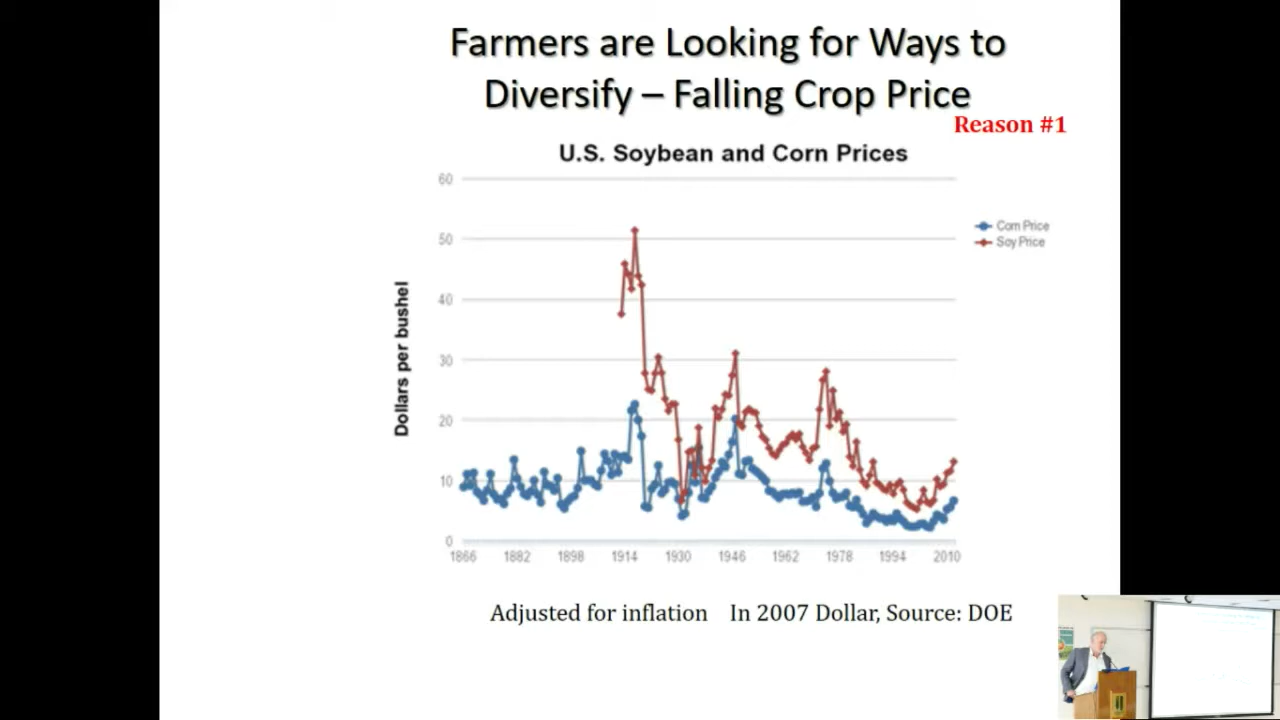 Farmers are Looking for Ways to
Diversify – Falling Crop Price
Reason #1
U.S. Soybean and Corn Prices
Dollars per bushel
60
50
40
30
20
10
0
1866 1882 1898 1914 1930 1946 1962 1978 1994 2010
Corn Price
Soy Price
Adjusted for inflation In 2007 Dollar, Source: DOE